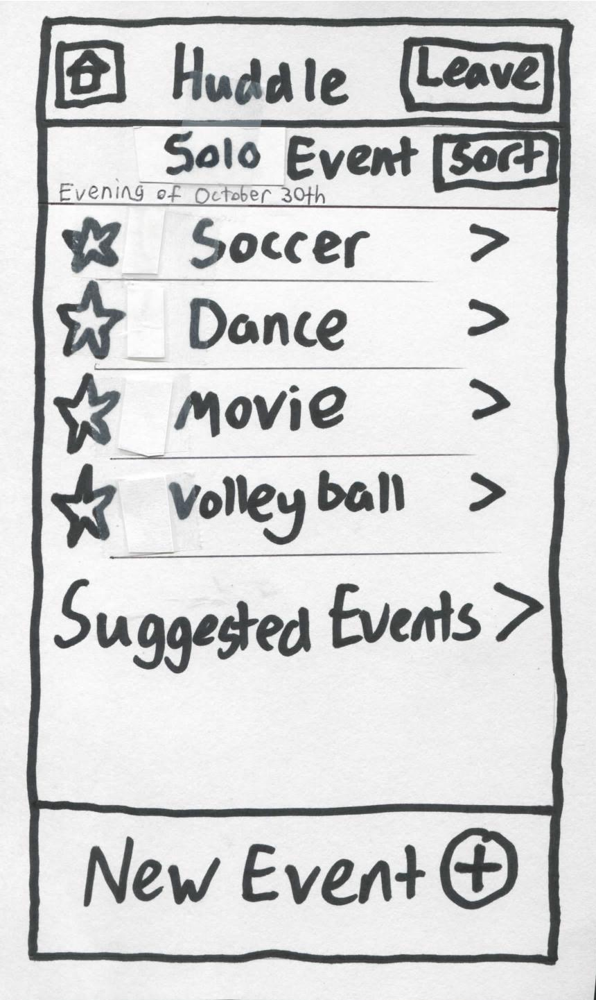 Huddle Leave
Solo Event Sort
Evening of October 30th
Soccer >
Dance >
Movie >
Volleyball >
Suggested Events >
New Event +